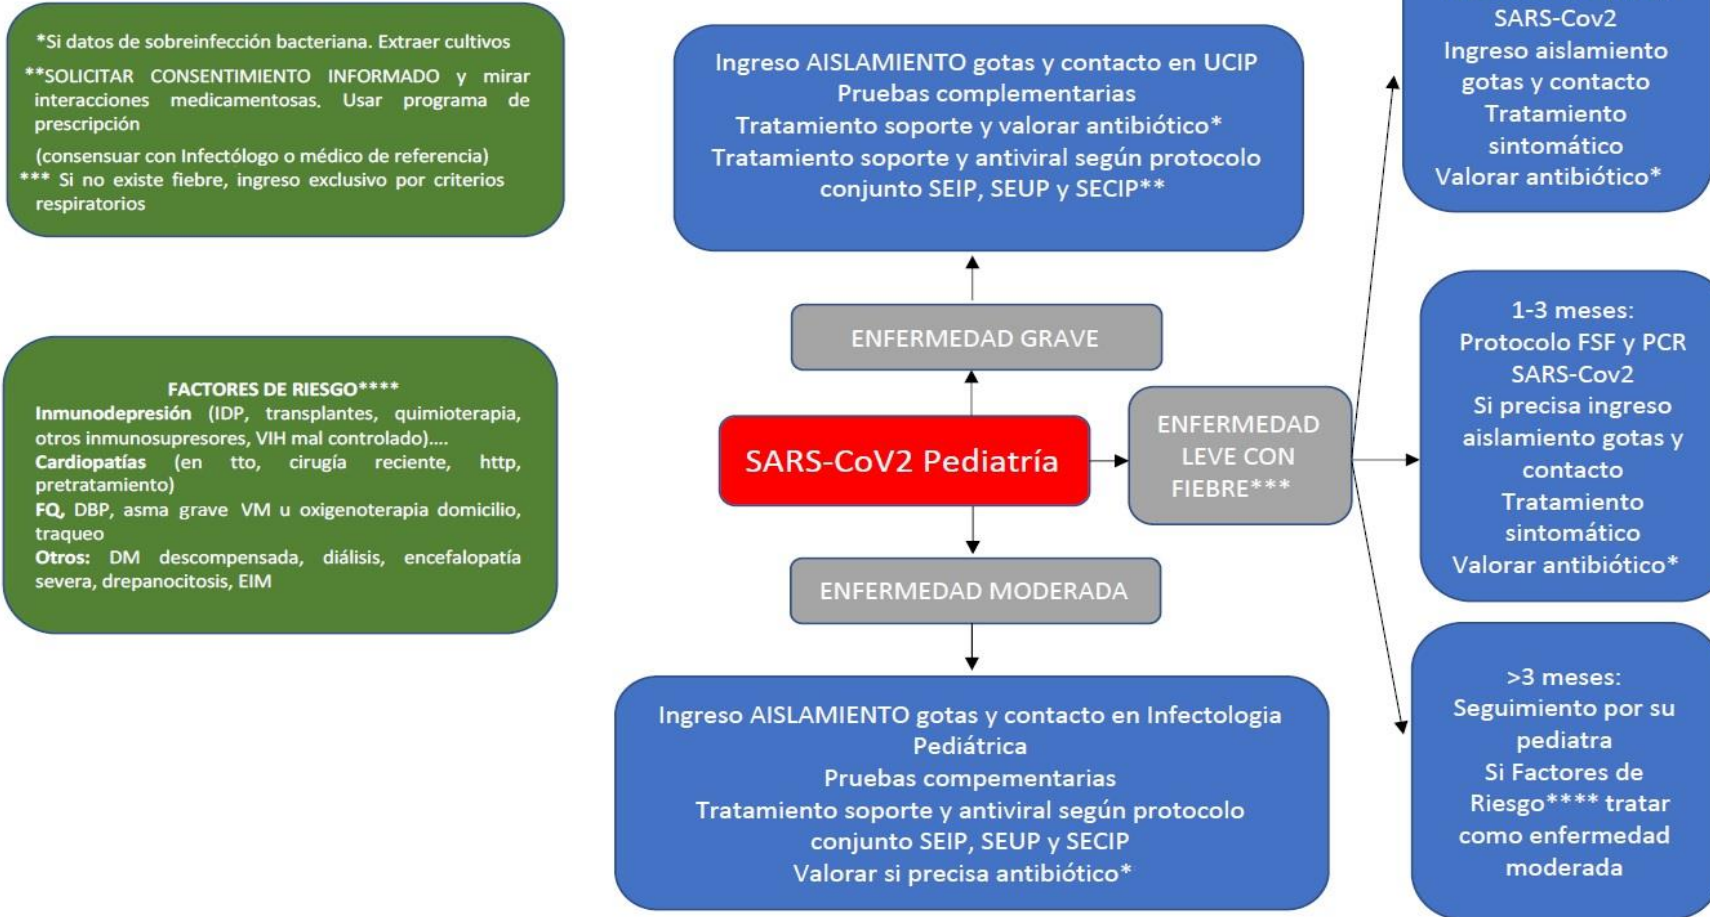 *Si datos de sobreinfección bacteriana. Extraer cultivos
**SOLICITAR CONSENTIMIENTO INFORMADO y mirar
interacciones medicamentosas. Usar programa de
prescripción
(consensuar con Infectólogo o médico de referencia)
*** Si no existe fiebre, ingreso exclusivo por criterios
respiratorios
FACTORES DE RIESGO****
Inmunodepresión (IDP, transplantes, quimioterapia,
otros inmunosupresores, VIH mal controlado)....
Cardiopatías (en tto, cirugía reciente, http,
pretratamiento)
FQ, DBP, asma grave VM u oxigenoterapia domicilio,
traqueo
Otros: DM descompensada, diálisis, encefalopatía
severa, drepanocitosis, EIM
Ingreso AISLAMIENTO gotas y contacto en UCIP
Pruebas complementarias
Tratamiento soporte y valorar antibiótico*
Tratamiento soporte y antiviral según protocolo
conjunto SEIP, SEUP y SECIP**
ENFERMEDAD GRAVE
SARS-CoV2 Pediatría
ENFERMEDAD
LEVE CON
FIEBRE***
ENFERMEDAD MODERADA
Ingreso AISLAMIENTO gotas y contacto en Infectologia
Pediátrica
Pruebas compementarias
Tratamiento soporte y antiviral según protocolo
conjunto SEIP, SEUP y SECIP
Valorar si precisa antibiótico*
SARS-Cov2
Ingreso aislamiento
gotas y contacto
Tratamiento
sintomático
Valorar antibiótico*
1-3 meses:
Protocolo FSF y PCR
SARS-Cov2
Si precisa ingreso
aislamiento gotas y
contacto
Tratamiento
sintomático
Valorar antibiótico*
>3 meses:
Seguimiento por su
pediatra
Si Factores de
Riesgo**** tratar
como enfermedad
moderada